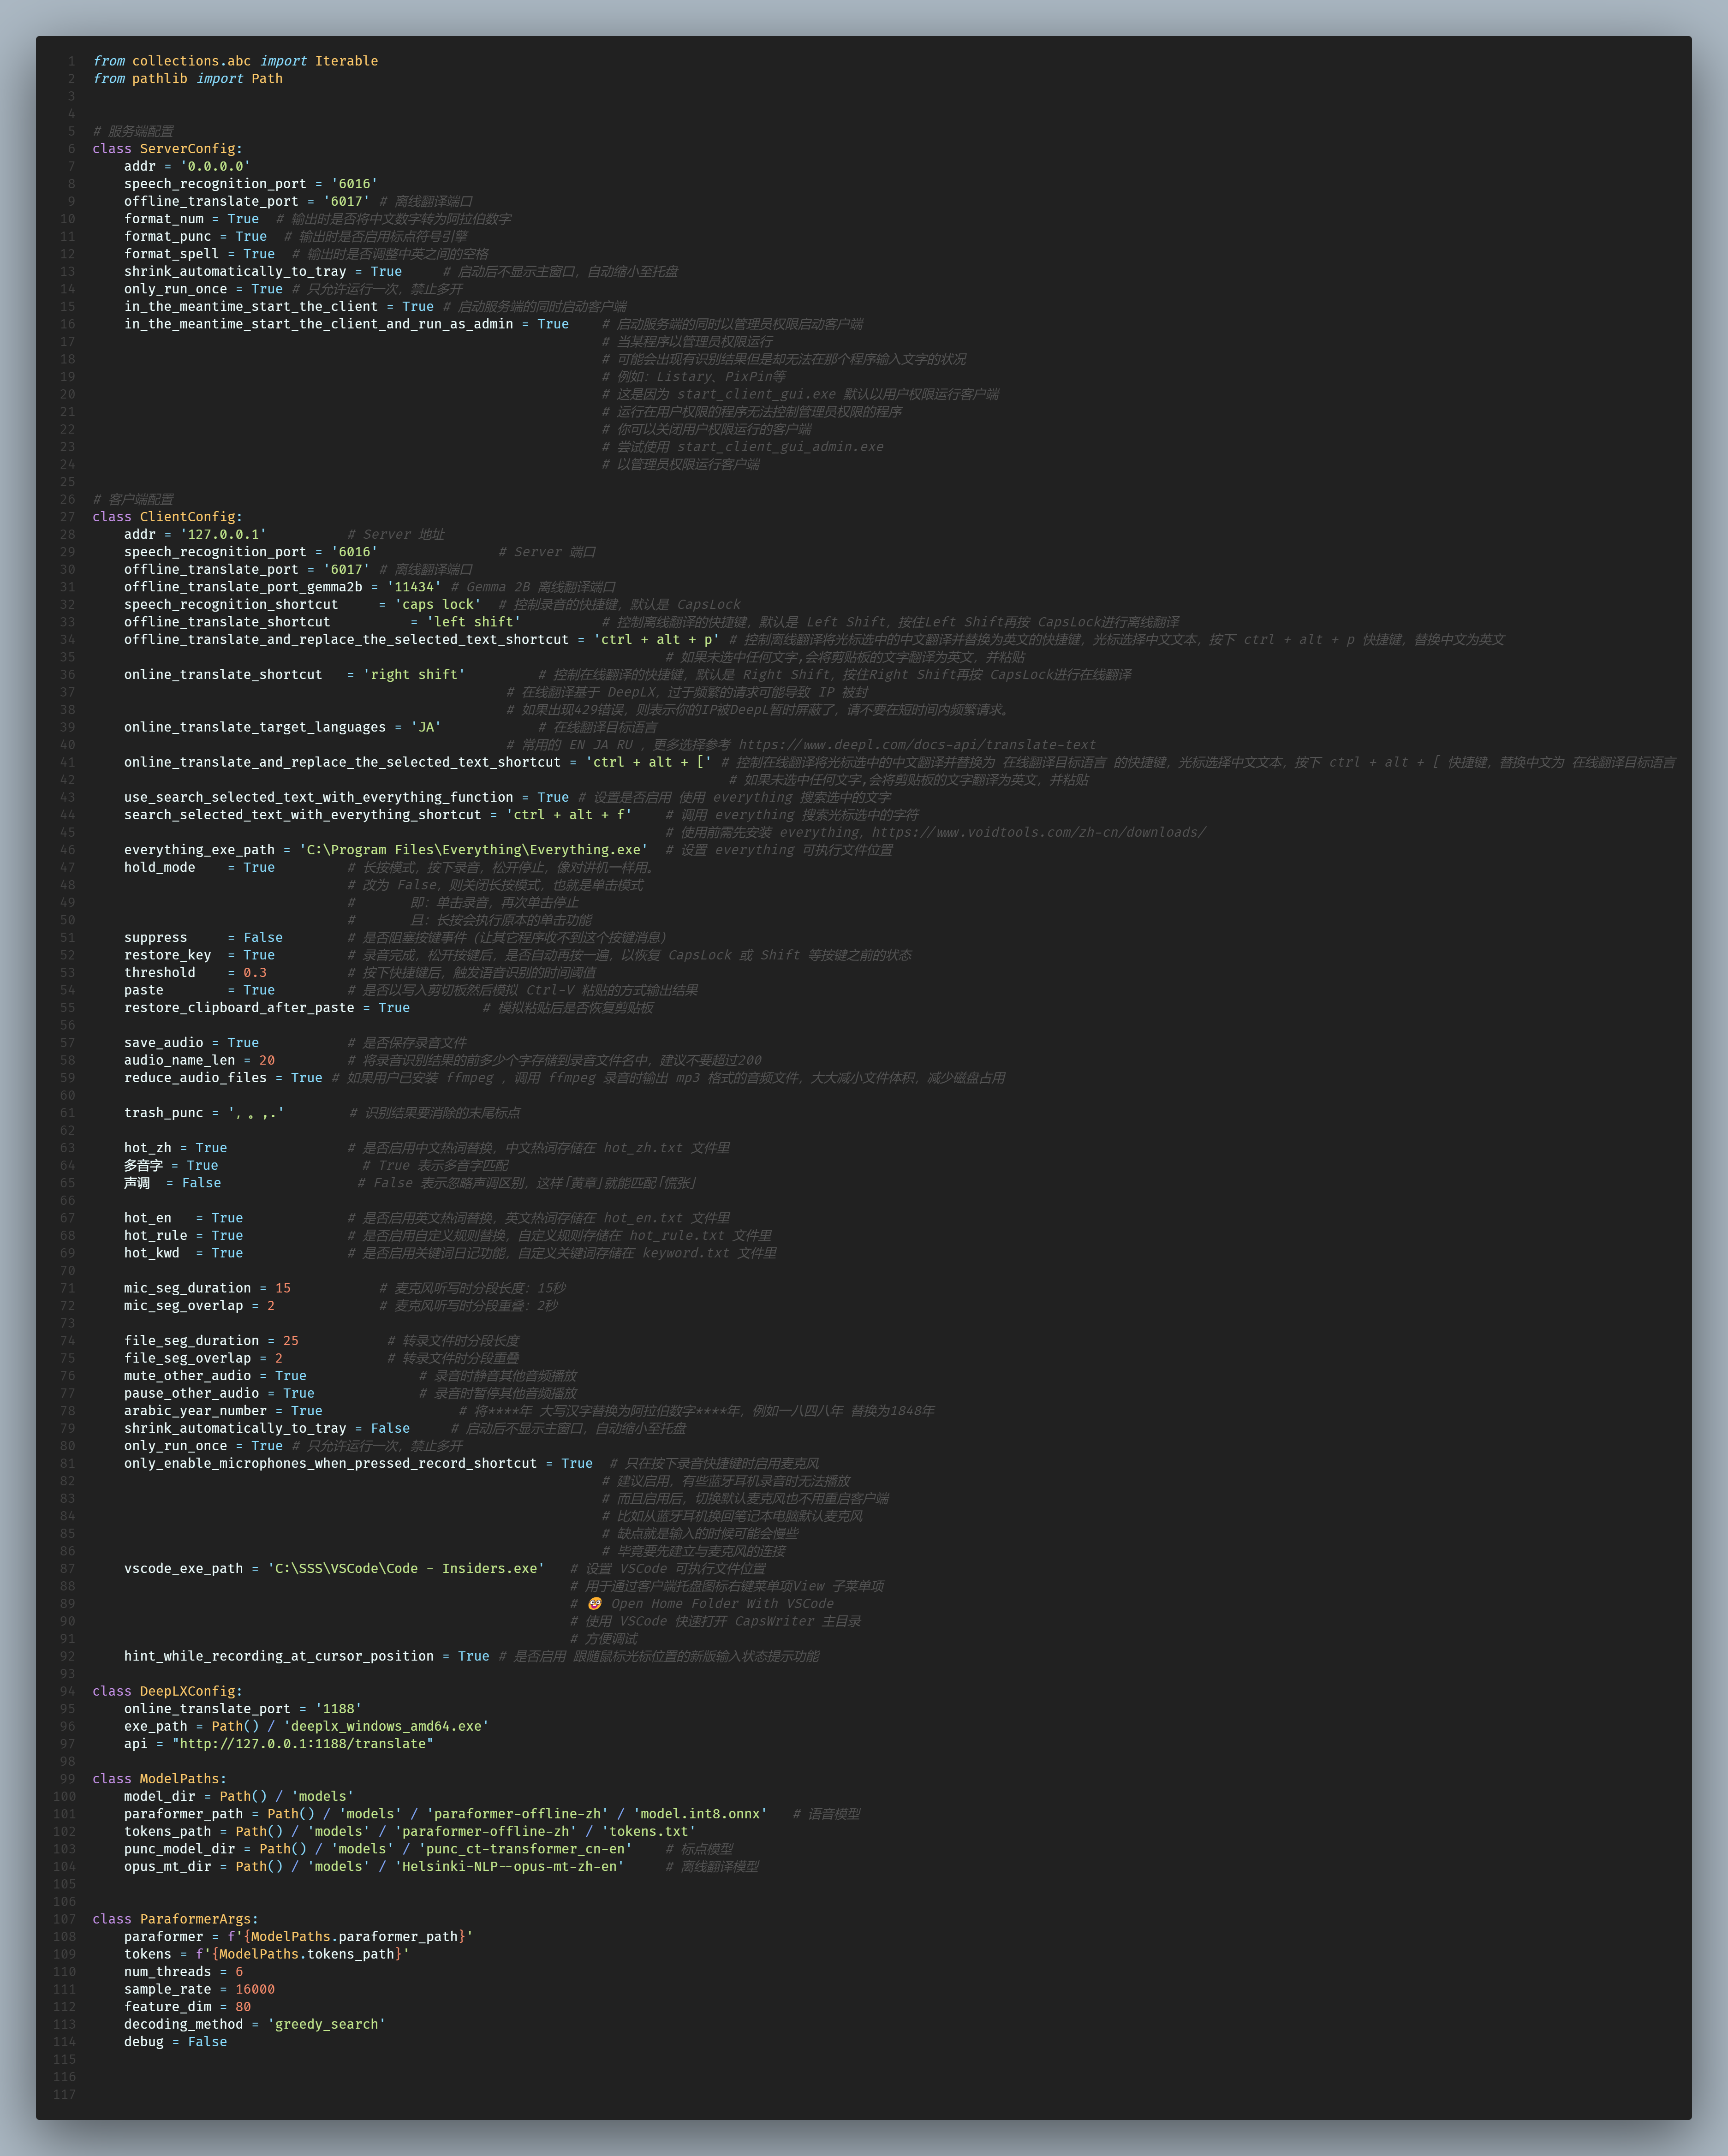 1 from collections.abc import Iterable
2 from pathlib import Path
3
4
5 # 服务端配置
6 class ServerConfig:
7     addr = '0.0.0.0'
8     speech_recognition_port = '6016'
9     offline_translate_port = '6017' # 离线翻译端口
10     format_num = True  # 输出时是否将中文数字转为阿拉伯数字
11     format_punc = True  # 输出时是否启用标点符号引擎
12     format_spell = True  # 输出时是否调整中英之间的空格
13     shrink_automatically_to_tray = True     # 启动后不显示主窗口，自动缩小至托盘
14     only_run_once = True # 只允许运行一次，禁止多开
15     in_the_meantime_start_the_client = True # 启动服务端的同时启动客户端
16     in_the_meantime_start_the_client_and_run_as_admin = True    # 启动服务端的同时以管理员权限启动客户端
17 # 当某程序以管理员权限运行
18 # 可能会出现有识别结果但是却无法在那个程序输入文字的状况
19 # 例如：Listary、PixPin等
20 # 这是因为 start_client_gui.exe 默认以用户权限运行客户端
21 # 运行在用户权限的程序无法控制管理员权限的程序
22 # 你可以关闭用户权限运行的客户端
23 # 尝试使用 start_client_gui_admin.exe
24 # 以管理员权限运行客户端
25
26 # 客户端配置
27 class ClientConfig:
28     addr = '127.0.0.1'          # Server 地址
29     speech_recognition_port = '6016'               # Server 端口
30     offline_translate_port = '6017' # 离线翻译端口
31     offline_translate_port_gemma2b = '11434' # Gemma 2B 离线翻译端口
32     speech_recognition_shortcut     = 'caps lock'  # 控制录音的快捷键，默认是 CapsLock
33     offline_translate_shortcut          = 'left shift'          # 控制离线翻译的快捷键，默认是 Left Shift，按住Left Shift再按 CapsLock进行离线翻译
34     offline_translate_and_replace_the_selected_text_shortcut = 'ctrl + alt + p' # 控制离线翻译将光标选中的中文翻译并替换为英文的快捷键，光标选择中文文本，按下 ctrl + alt + p 快捷键，替换中文为英文
35 # 如果未选中任何文字,会将剪贴板的文字翻译为英文，并粘贴
36     online_translate_shortcut   = 'right shift'         # 控制在线翻译的快捷键，默认是 Right Shift，按住Right Shift再按 CapsLock进行在线翻译
37 # 在线翻译基于 DeepLX，过于频繁的请求可能导致 IP 被封
38 # 如果出现429错误，则表示你的IP被DeepL暂时屏蔽了，请不要在短时间内频繁请求。
39     online_translate_target_languages = 'JA'            # 在线翻译目标语言
40 # 常用的 EN JA RU ，更多选择参考 https://www.deepl.com/docs-api/translate-text
41     online_translate_and_replace_the_selected_text_shortcut = 'ctrl + alt + [' # 控制在线翻译将光标选中的中文翻译并替换为 在线翻译目标语言 的快捷键，光标选择中文文本，按下 ctrl + alt + [ 快捷键，替换中文为 在线翻译目标语言
42 # 如果未选中任何文字,会将剪贴板的文字翻译为英文，并粘贴
43     use_search_selected_text_with_everything_function = True # 设置是否启用 使用 everything 搜索选中的文字
44     search_selected_text_with_everything_shortcut = 'ctrl + alt + f'    # 调用 everything 搜索光标选中的字符
45 # 使用前需先安装 everything，https://www.voidtools.com/zh-cn/downloads/
46     everything_exe_path = 'C:\Program Files\Everything\Everything.exe'  # 设置 everything 可执行文件位置
47     hold_mode    = True         # 长按模式，按下录音，松开停止，像对讲机一样用。
48 # 改为 False，则关闭长按模式，也就是单击模式
49 #       即：单击录音，再次单击停止
50 #       且：长按会执行原本的单击功能
51     suppress     = False        # 是否阻塞按键事件（让其它程序收不到这个按键消息）
52     restore_key  = True         # 录音完成，松开按键后，是否自动再按一遍，以恢复 CapsLock 或 Shift 等按键之前的状态
53     threshold    = 0.3          # 按下快捷键后，触发语音识别的时间阈值
54     paste        = True         # 是否以写入剪切板然后模拟 Ctrl-V 粘贴的方式输出结果
55     restore_clipboard_after_paste = True         # 模拟粘贴后是否恢复剪贴板
56
57     save_audio = True           # 是否保存录音文件
58     audio_name_len = 20         # 将录音识别结果的前多少个字存储到录音文件名中，建议不要超过200
59     reduce_audio_files = True # 如果用户已安装 ffmpeg ，调用 ffmpeg 录音时输出 mp3 格式的音频文件，大大减小文件体积，减少磁盘占用
60
61     trash_punc = '，。,.'        # 识别结果要消除的末尾标点
62
63     hot_zh = True               # 是否启用中文热词替换，中文热词存储在 hot_zh.txt 文件里
64     多音字 = True                  # True 表示多音字匹配
65     声调  = False                 # False 表示忽略声调区别，这样「黄章」就能匹配「慌张」
66
67     hot_en   = True             # 是否启用英文热词替换，英文热词存储在 hot_en.txt 文件里
68     hot_rule = True             # 是否启用自定义规则替换，自定义规则存储在 hot_rule.txt 文件里
69     hot_kwd  = True             # 是否启用关键词日记功能，自定义关键词存储在 keyword.txt 文件里
70
71     mic_seg_duration = 15           # 麦克风听写时分段长度：15秒
72     mic_seg_overlap = 2             # 麦克风听写时分段重叠：2秒
73
74     file_seg_duration = 25           # 转录文件时分段长度
75     file_seg_overlap = 2             # 转录文件时分段重叠
76     mute_other_audio = True              # 录音时静音其他音频播放
77     pause_other_audio = True             # 录音时暂停其他音频播放
78     arabic_year_number = True                 # 将****年 大写汉字替换为阿拉伯数字****年，例如一八四八年 替换为1848年
79     shrink_automatically_to_tray = False     # 启动后不显示主窗口，自动缩小至托盘
80     only_run_once = True # 只允许运行一次，禁止多开
81     only_enable_microphones_when_pressed_record_shortcut = True  # 只在按下录音快捷键时启用麦克风
82 # 建议启用，有些蓝牙耳机录音时无法播放
83 # 而且启用后，切换默认麦克风也不用重启客户端
84 # 比如从蓝牙耳机换回笔记本电脑默认麦克风
85 # 缺点就是输入的时候可能会慢些
86 # 毕竟要先建立与麦克风的连接
87     vscode_exe_path = 'C:\SSS\VSCode\Code - Insiders.exe'   # 设置 VSCode 可执行文件位置
88 # 用于通过客户端托盘图标右键菜单项View 子菜单项
89 # 🤪 Open Home Folder With VSCode
90 # 使用 VSCode 快速打开 CapsWriter 主目录
91 # 方便调试
92     hint_while_recording_at_cursor_position = True # 是否启用 跟随鼠标光标位置的新版输入状态提示功能
93
94 class DeepLXConfig:
95     online_translate_port = '1188'
96     exe_path = Path() / 'deeplx_windows_amd64.exe'
97     api = "http://127.0.0.1:1188/translate"
98
99 class ModelPaths:
100     model_dir = Path() / 'models'
101     paraformer_path = Path() / 'models' / 'paraformer-offline-zh' / 'model.int8.onnx'   # 语音模型
102     tokens_path = Path() / 'models' / 'paraformer-offline-zh' / 'tokens.txt'
103     punc_model_dir = Path() / 'models' / 'punc_ct-transformer_cn-en'    # 标点模型
104     opus_mt_dir = Path() / 'models' / 'Helsinki-NLP--opus-mt-zh-en'     # 离线翻译模型
105
106
107 class ParaformerArgs:
108     paraformer = f'{ModelPaths.paraformer_path}'
109     tokens = f'{ModelPaths.tokens_path}'
110     num_threads = 6
111     sample_rate = 16000
112     feature_dim = 80
113     decoding_method = 'greedy_search'
114     debug = False
115
116
117